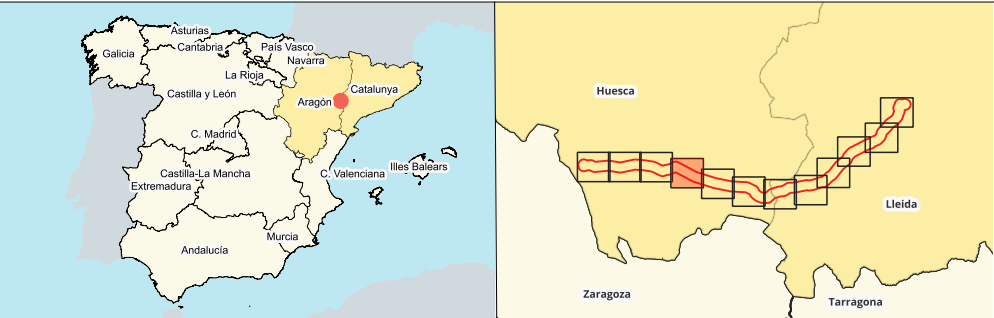 Asturias
Cantabria
País Vasco
Galicia
Navarra
La Rioja
Catalunya
Castilla y León
Aragón
C. Madrid
Illes Balears
Castilla-La Mancha
C. Valenciana
Extremadura
Murcia
Andalucía
Huesca
Lleida
Zaragoza
Tarragona